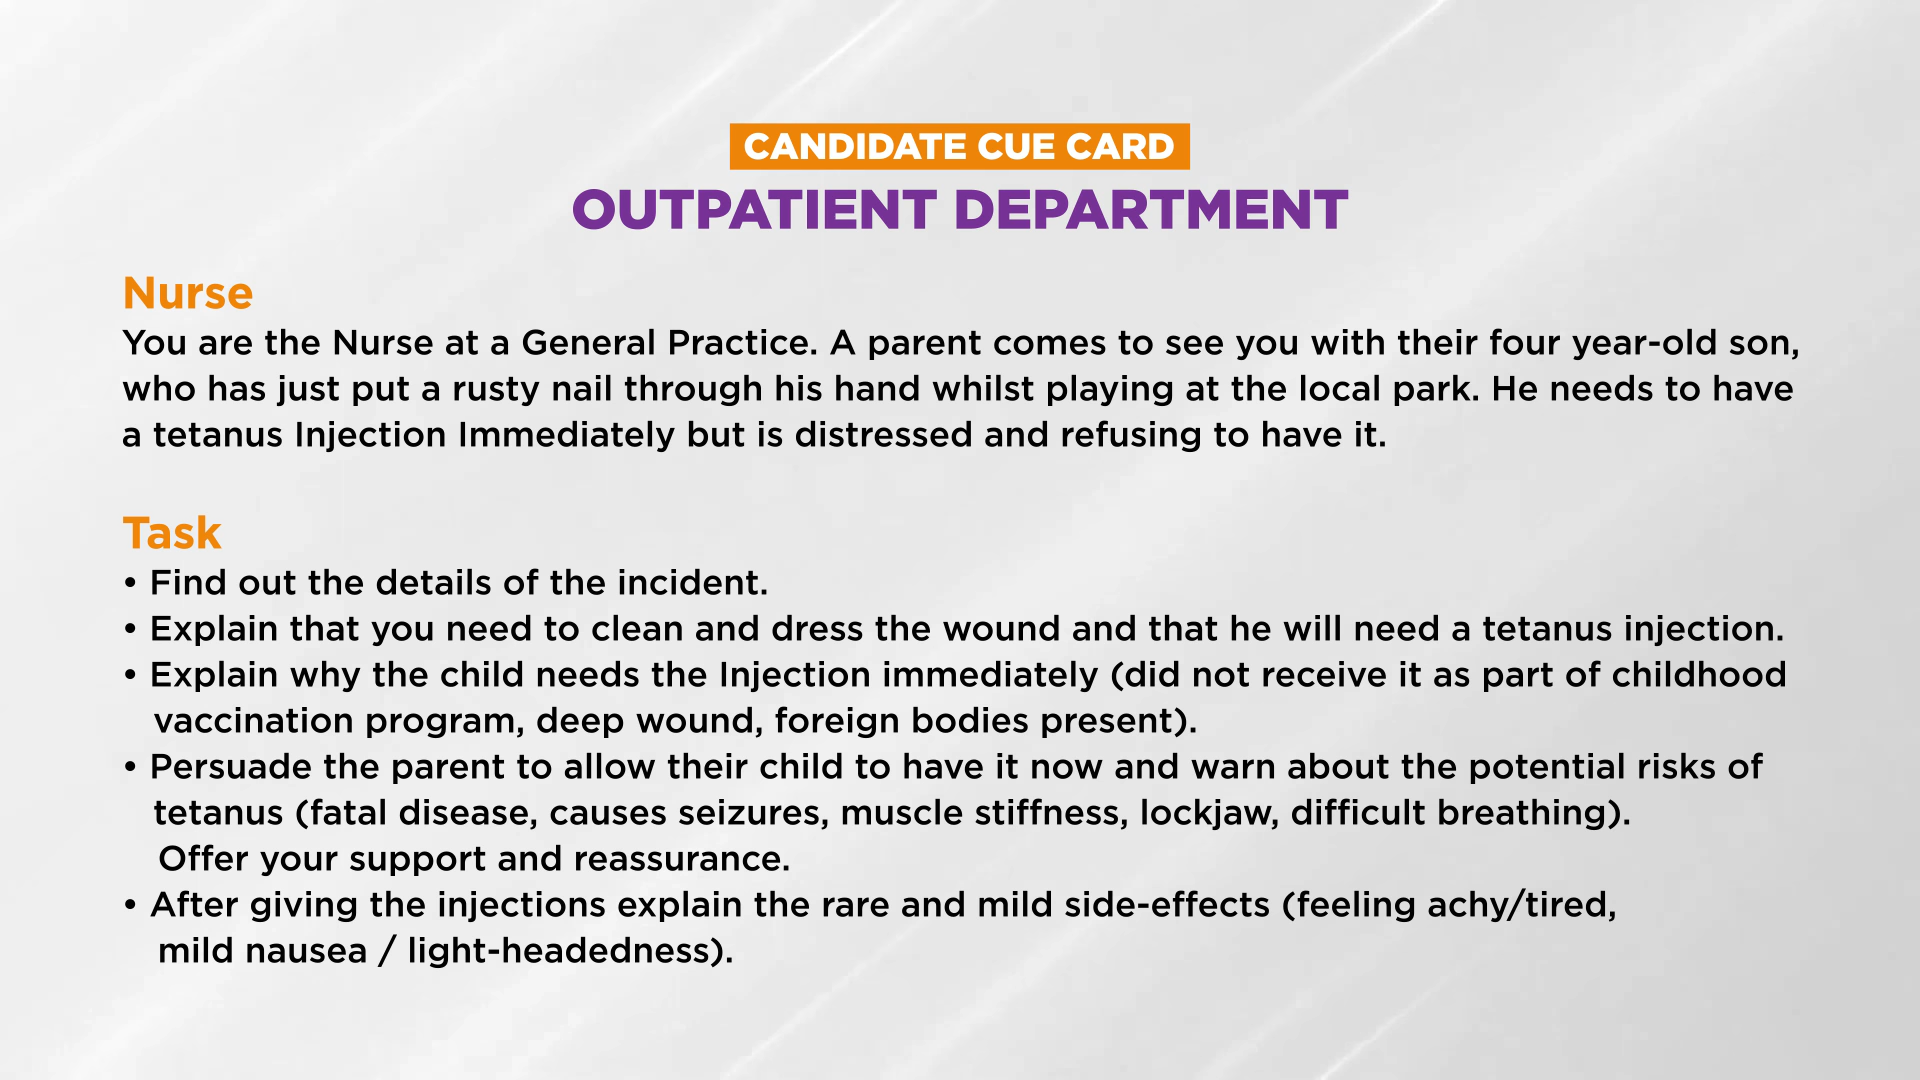 CANDIDATE CUE CARD
OUTPATIENT DEPARTMENT
Nurse
You are the Nurse at a General Practice. A parent comes to see you with their four year-old son,
who has just put a rusty nail through his hand whilst playing at the local park. He needs to have
a tetanus Injection Immediately but is distressed and refusing to have it.
Task
• Find out the details of the incident.
• Explain that you need to clean and dress the wound and that he will need a tetanus injection.
• Explain why the child needs the Injection immediately (did not receive it as part of childhood
vaccination program, deep wound, foreign bodies present).
• Persuade the parent to allow their child to have it now and warn about the potential risks of
tetanus (fatal disease, causes seizures, muscle stiffness, lockjaw, difficult breathing).
Offer your support and reassurance.
• After giving the injections explain the rare and mild side-effects (feeling achy/tired,
mild nausea / light-headedness).